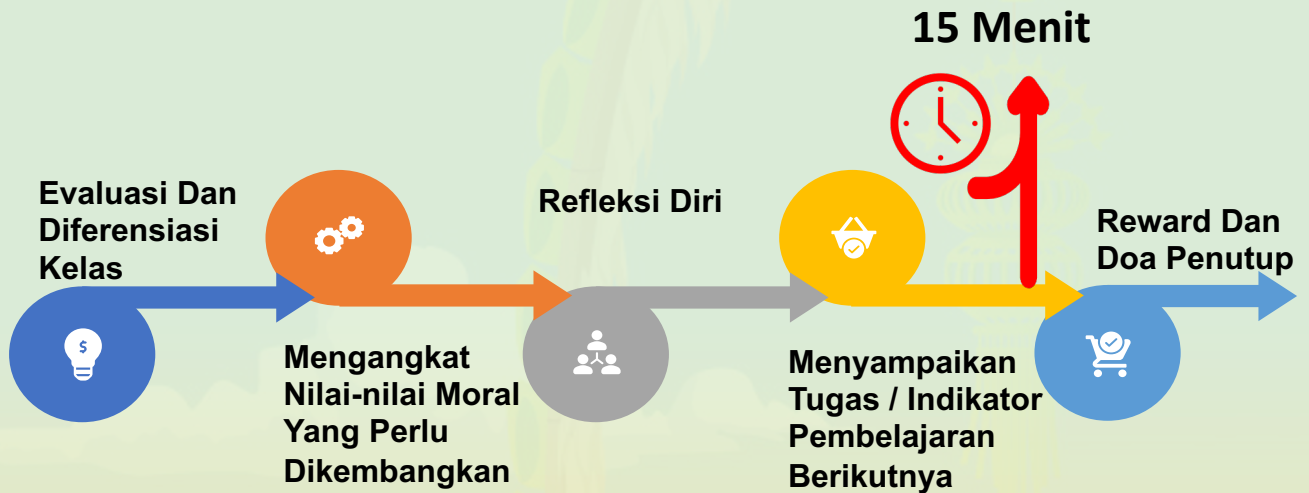 15 Menit
Evaluasi Dan
Diferensiasi
Kelas
Mengangkat
Nilai-nilai Moral
Yang Perlu
Dikembangkan
Refleksi Diri
Menyampaikan
Tugas / Indikator
Pembelajaran
Berikutnya
Reward Dan
Doa Penutup
$